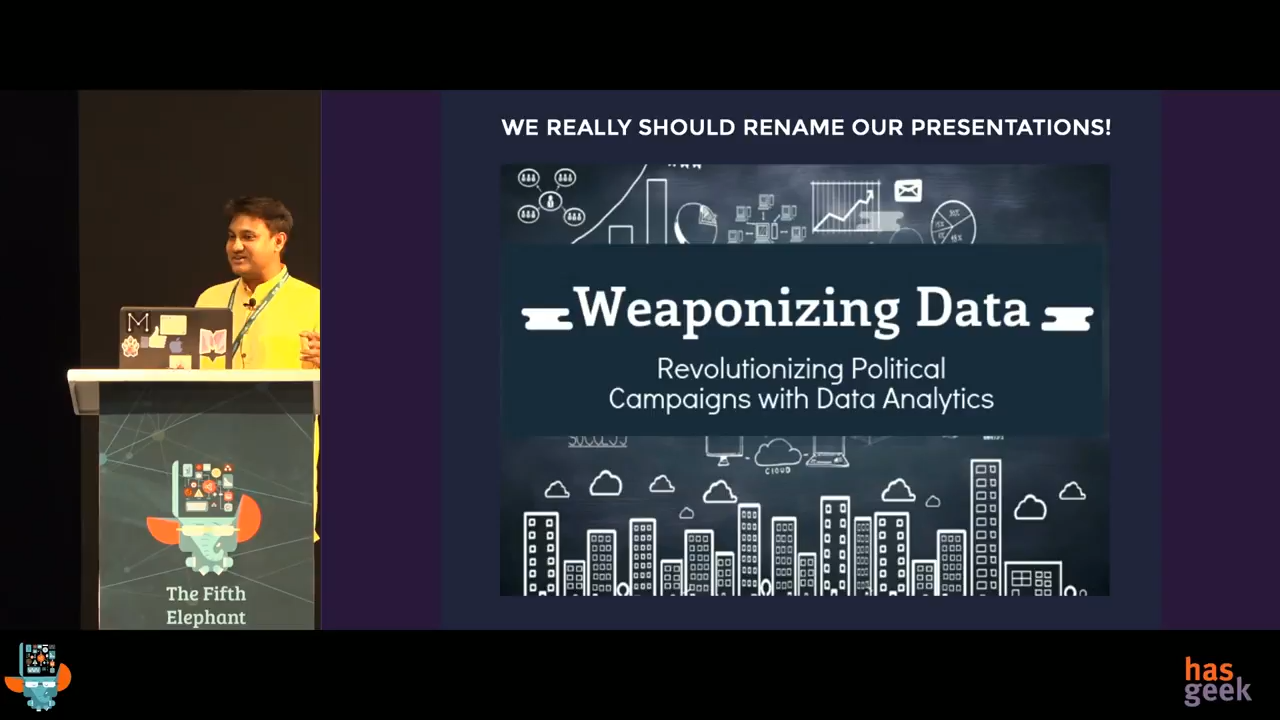 WE REALLY SHOULD RENAME OUR PRESENTATIONS!
Weaponizing Data
Revolutionizing Political
Campaigns with Data Analytics
SUCCESS
CLOUD
M
The Fifth
Elephant
has
geek